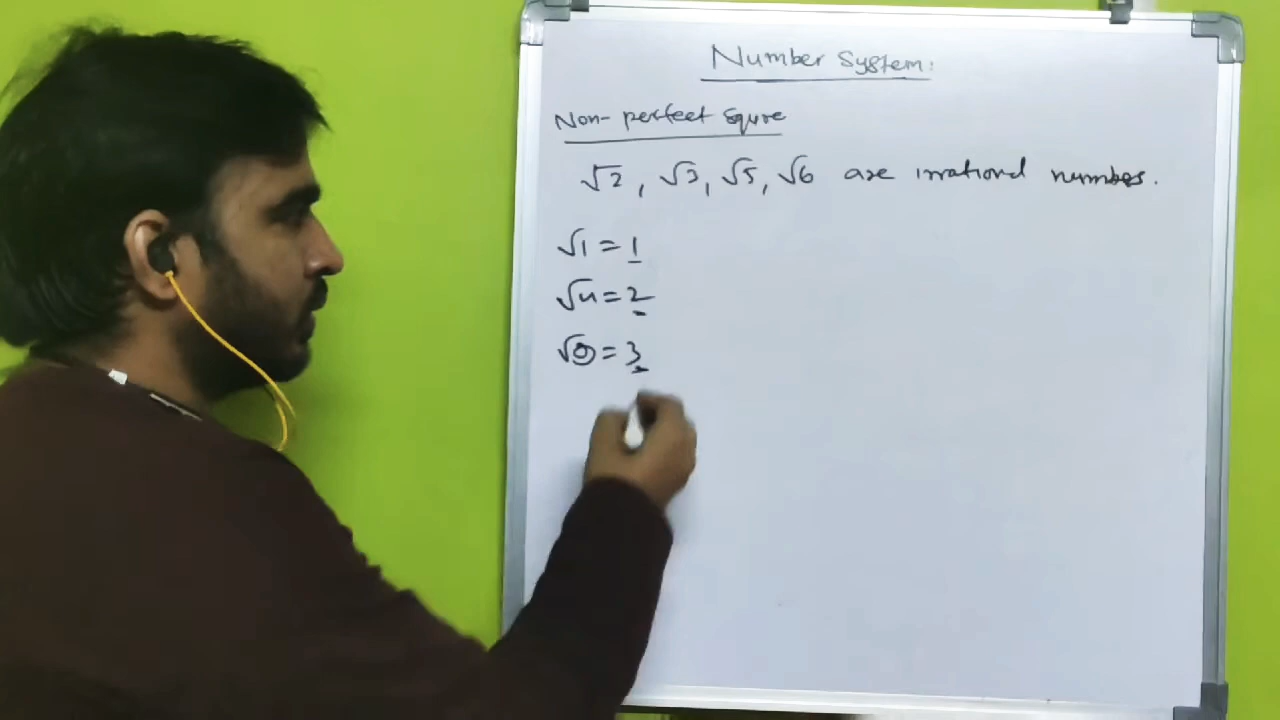 Number System:
Non-perfect Squre
√2, √3, √5, √6 are irrational numbers.
√1 = 1
√4 = 2
√9 = 3